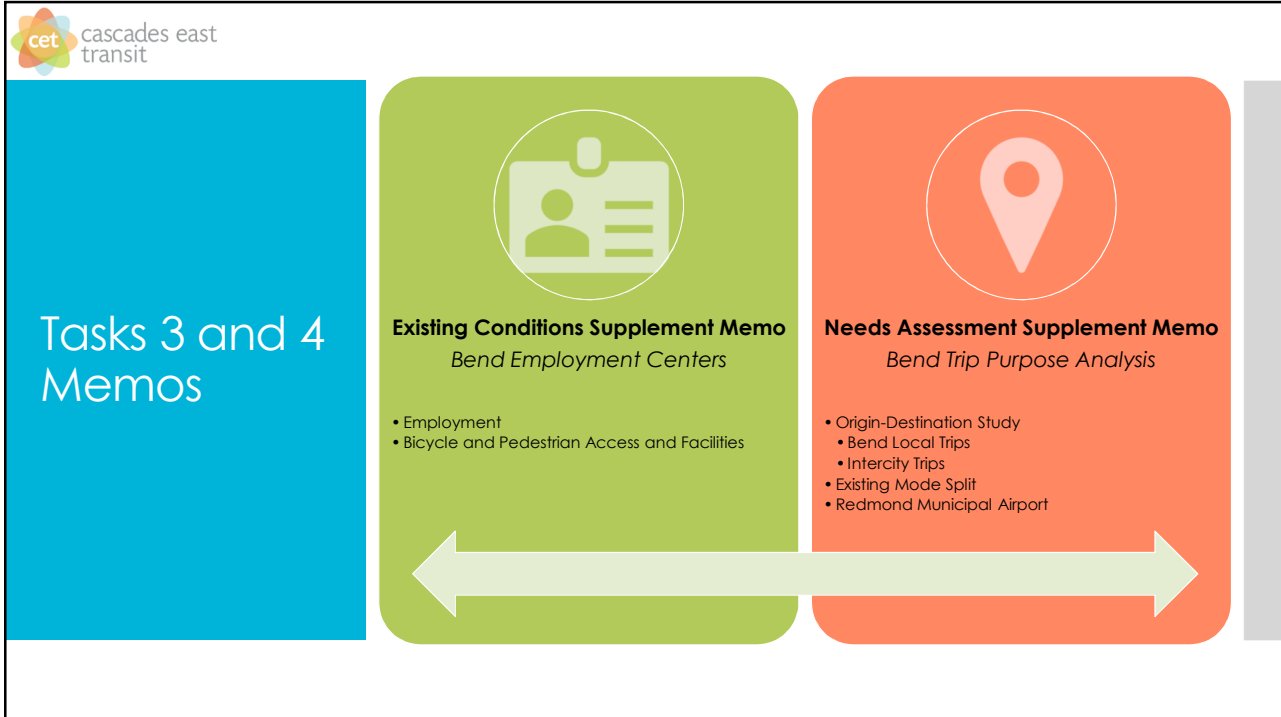 cet
cascades east
transit
Tasks 3 and 4
Memos
Existing Conditions Supplement Memo
Bend Employment Centers
• Employment
• Bicycle and Pedestrian Access and Facilities
Needs Assessment Supplement Memo
Bend Trip Purpose Analysis
• Origin-Destination Study
• Bend Local Trips
• Intercity Trips
• Existing Mode Split
• Redmond Municipal Airport